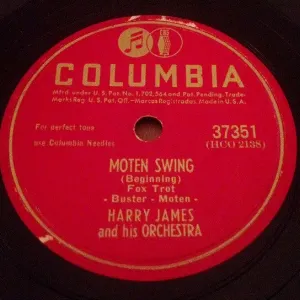 COLUMBIA
Mfrd. under U.S. Pat. No. 1,702,564 and Pat. Pending. Trade-
Marks Reg. U.S. Pat. Off.—Marcas Registradas. Made in U.S.A.
For perfect tone
use Columbia Needles
37351
(HCO 2138)
MOTEN SWING
(Beginning)
Fox Trot
- Buster - Moten -
HARRY JAMES
and his ORCHESTRA